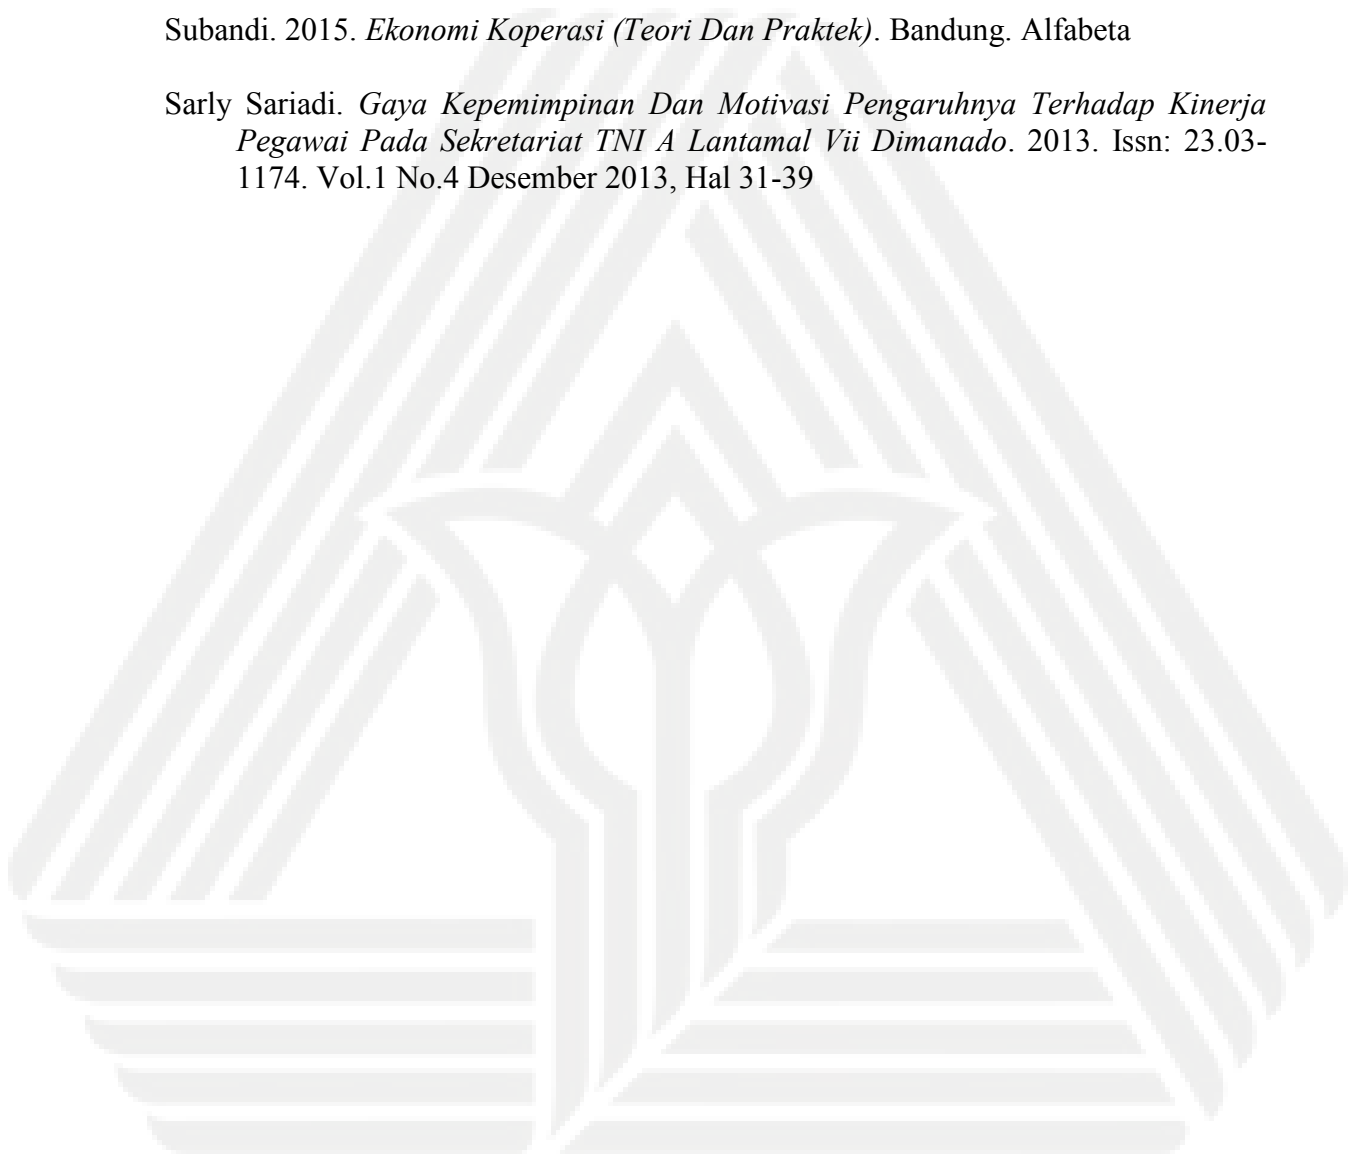 Subandi. 2015. Ekonomi Koperasi (Teori Dan Praktek). Bandung. Alfabeta
Sarly Sariadi. Gaya Kepemimpinan Dan Motivasi Pengaruhnya Terhadap Kinerja
Pegawai Pada Sekretariat TNI A Lantamal Vii Dimanado. 2013. Issn: 23.03-
1174. Vol.1 No.4 Desember 2013, Hal 31-39